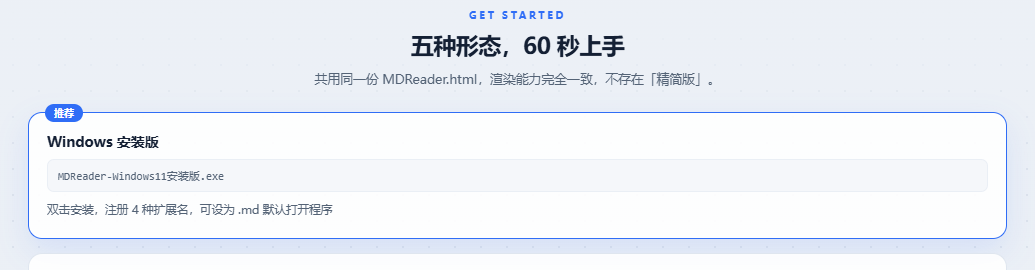 GET STARTED
五种形态，60 秒上手
共用同一份 MDReader.html，渲染能力完全一致，不存在「精简版」。
推荐
Windows 安装版
MDReader-Windows11安装版.exe
双击安装，注册 4 种扩展名，可设为 .md 默认打开程序